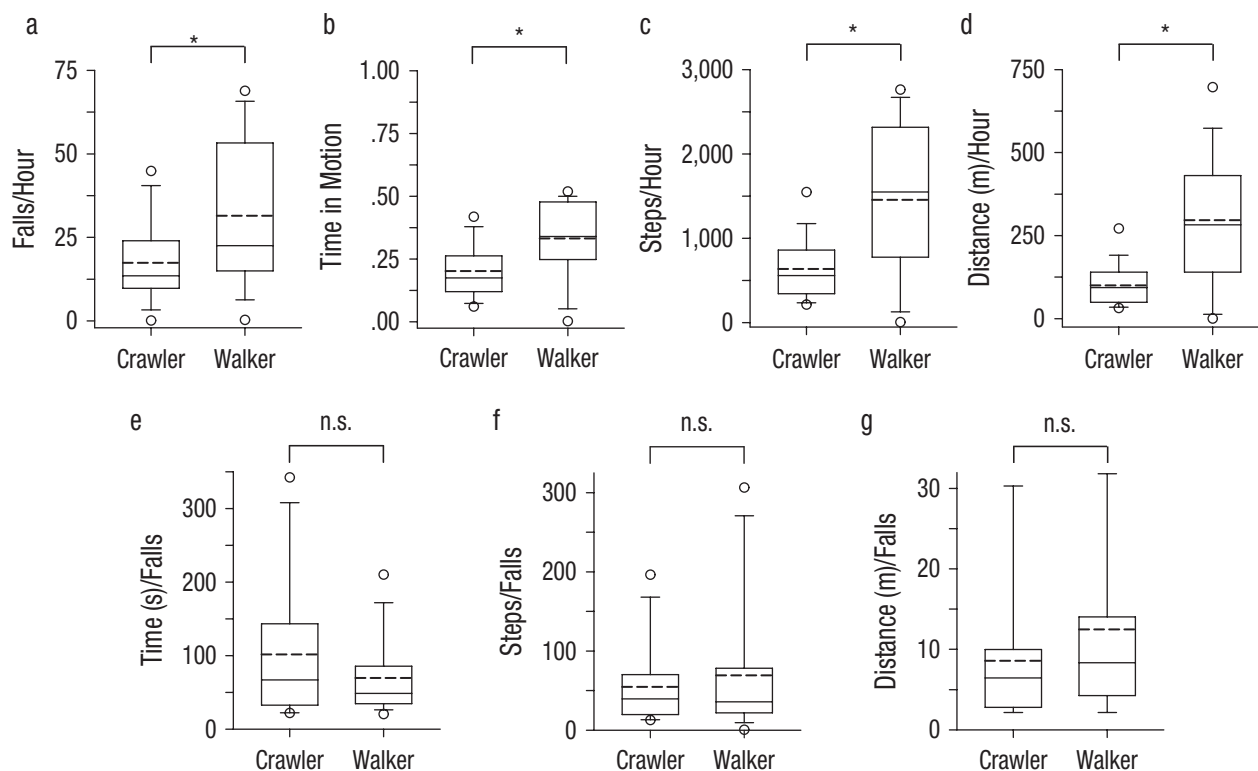 a
*
Falls/Hour
75
50
25
0
Crawler Walker
b
*
Time in Motion
1.00
.75
.50
.25
.00
Crawler Walker
c
*
Steps/Hour
3,000
2,000
1,000
0
Crawler Walker
d
*
Distance (m)/Hour
750
500
250
0
Crawler Walker
e
n.s.
Time (s)/Falls
300
200
100
0
Crawler Walker
f
n.s.
Steps/Falls
300
200
100
0
Crawler Walker
g
n.s.
Distance (m)/Falls
30
20
10
0
Crawler Walker